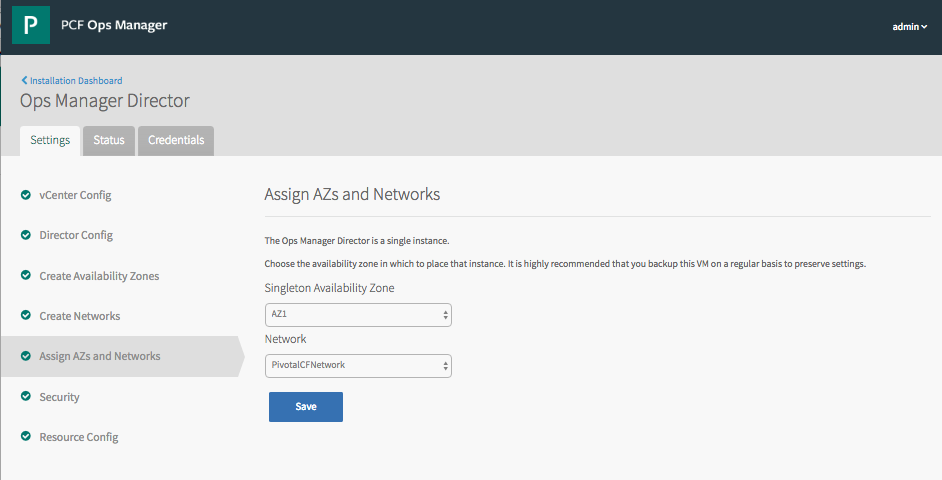 P
PCF Ops Manager
admin
Installation Dashboard
Ops Manager Director
Settings
Status
Credentials
vCenter Config
Director Config
Create Availability Zones
Create Networks
Assign AZs and Networks
Security
Resource Config
Assign AZs and Networks
The Ops Manager Director is a single instance.
Choose the availability zone in which to place that instance. It is highly recommended that you backup this VM on a regular basis to preserve settings.
Singleton Availability Zone
AZ1
Network
PivotalCFNetwork
Save